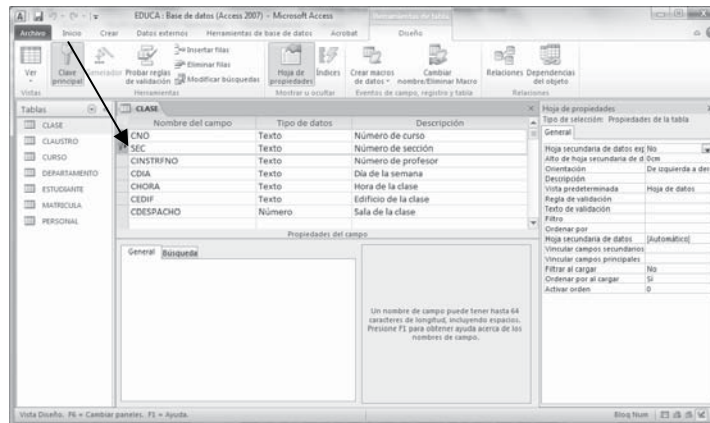 EDUCA : Base de datos (Access 2007) - Microsoft Access
Herramientas de tabla
Archivo Inicio Crear Datos externos Herramientas de base de datos Acrobat Diseño
Ver
Clave principal
Generador
Probar reglas de validación
Insertar filas
Eliminar filas
Modificar búsquedas
Hoja de propiedades
Índices
Crear macros de datos
Cambiar nombre/Eliminar Macro
Relaciones
Dependencias del objeto
Vistas
Herramientas
Mostrar u ocultar
Eventos de campo, registro y tabla
Relaciones
Tablas
CLASE
CLAUSTRO
CURSO
DEPARTAMENTO
ESTUDIANTE
MATRICULA
PERSONAL
CLASE
Nombre del campo Tipo de datos Descripción
CNO Texto Número de curso
SEC Texto Número de sección
CINSTRFNO Texto Número de profesor
CDIA Texto Día de la semana
CHORA Texto Hora de la clase
CEDIF Texto Edificio de la clase
CDESPACHO Número Sala de la clase
Propiedades del campo
General Búsqueda
Un nombre de campo puede tener hasta 64
caracteres de longitud, incluyendo espacios.
Presione F1 para obtener ayuda acerca de los
nombres de campo.
Hoja de propiedades
Tipo de selección: Propiedades de la tabla
General
Hoja secundaria de datos exp No
Alto de hoja secundaria de d 0cm
Orientación De izquierda a der
Descripción
Vista predeterminada Hoja de datos
Regla de validación
Texto de validación
Filtro
Ordenar por
Hoja secundaria de datos [Automático]
Vincular campos secundarios
Vincular campos principales
Filtrar al cargar No
Ordenar por al cargar Sí
Activar orden 0
Vista Diseño. F6 = Cambiar paneles. F1 = Ayuda.
Bloq Num